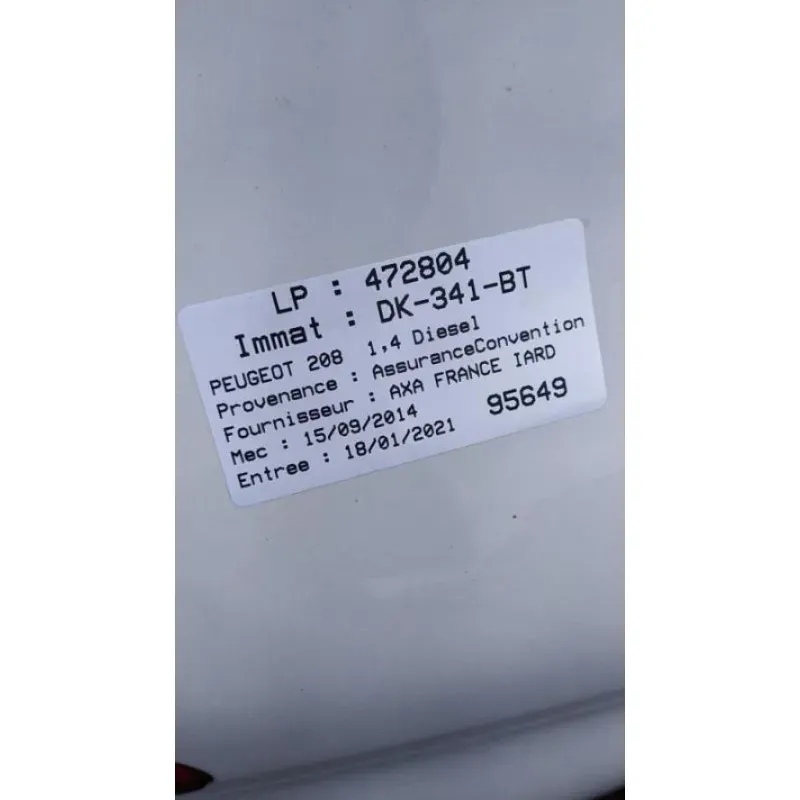 LP : 472804
Immat : DK-341-BT
PEUGEOT 208 1,4 Diesel
Provenance : AssuranceConvention
Fournisseur : AXA FRANCE IARD
Mec : 15/09/2014
Entree : 18/01/2021 95649